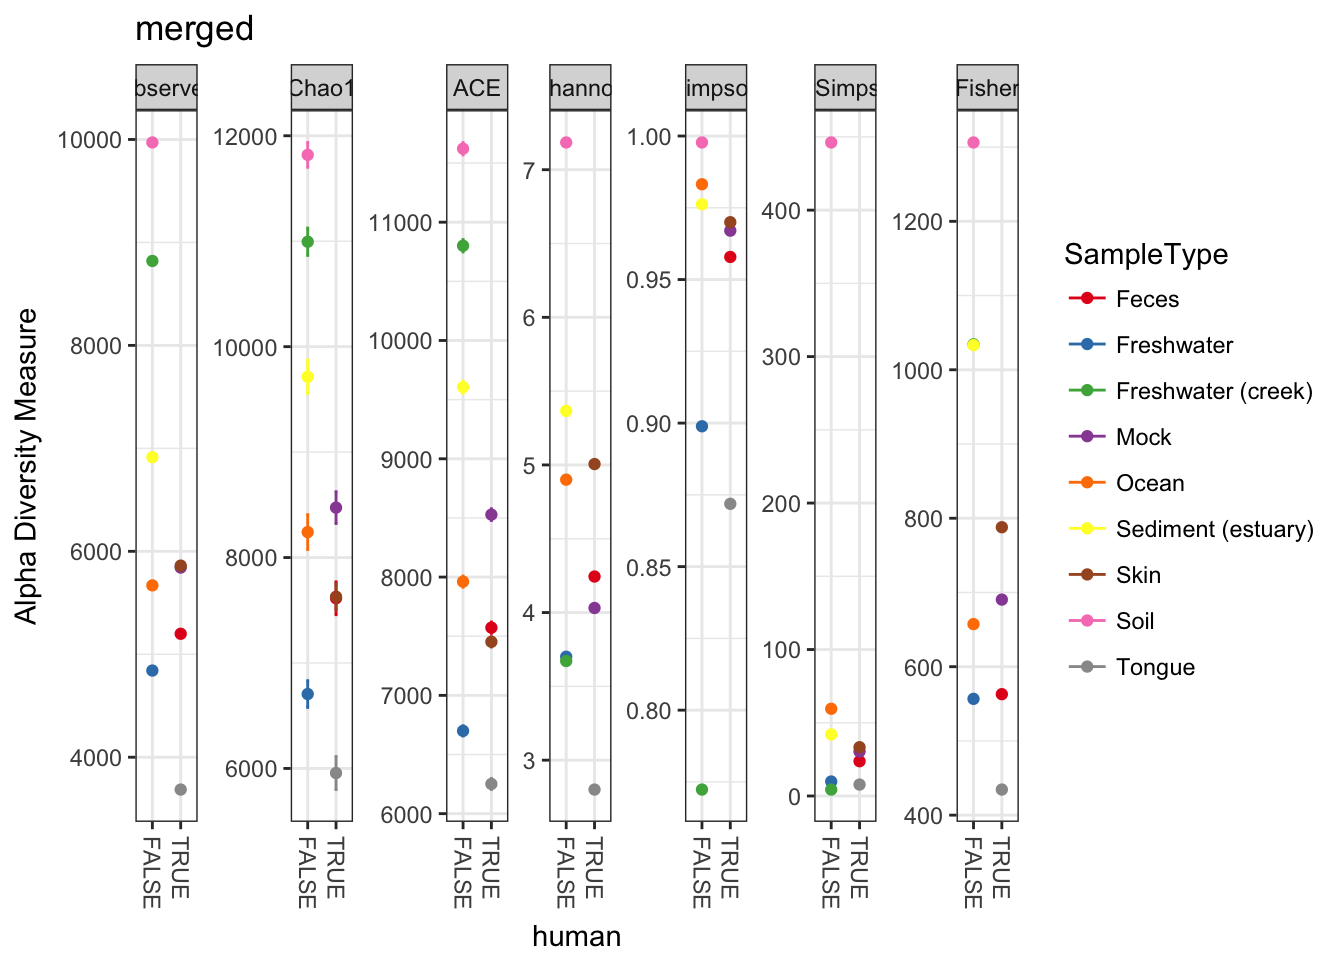 merged
bserve
Chao1
ACE
hanno
impso
Simps
Fisher
Alpha Diversity Measure
10000
8000
6000
4000
12000
10000
8000
6000
11000
10000
9000
8000
7000
6000
7
6
5
4
3
1.00
0.95
0.90
0.85
0.80
400
300
200
100
0
1200
1000
800
600
400
FALSE
TRUE
FALSE
TRUE
FALSE
TRUE
FALSE
TRUE
FALSE
TRUE
FALSE
TRUE
FALSE
TRUE
human
SampleType
Feces
Freshwater
Freshwater (creek)
Mock
Ocean
Sediment (estuary)
Skin
Soil
Tongue